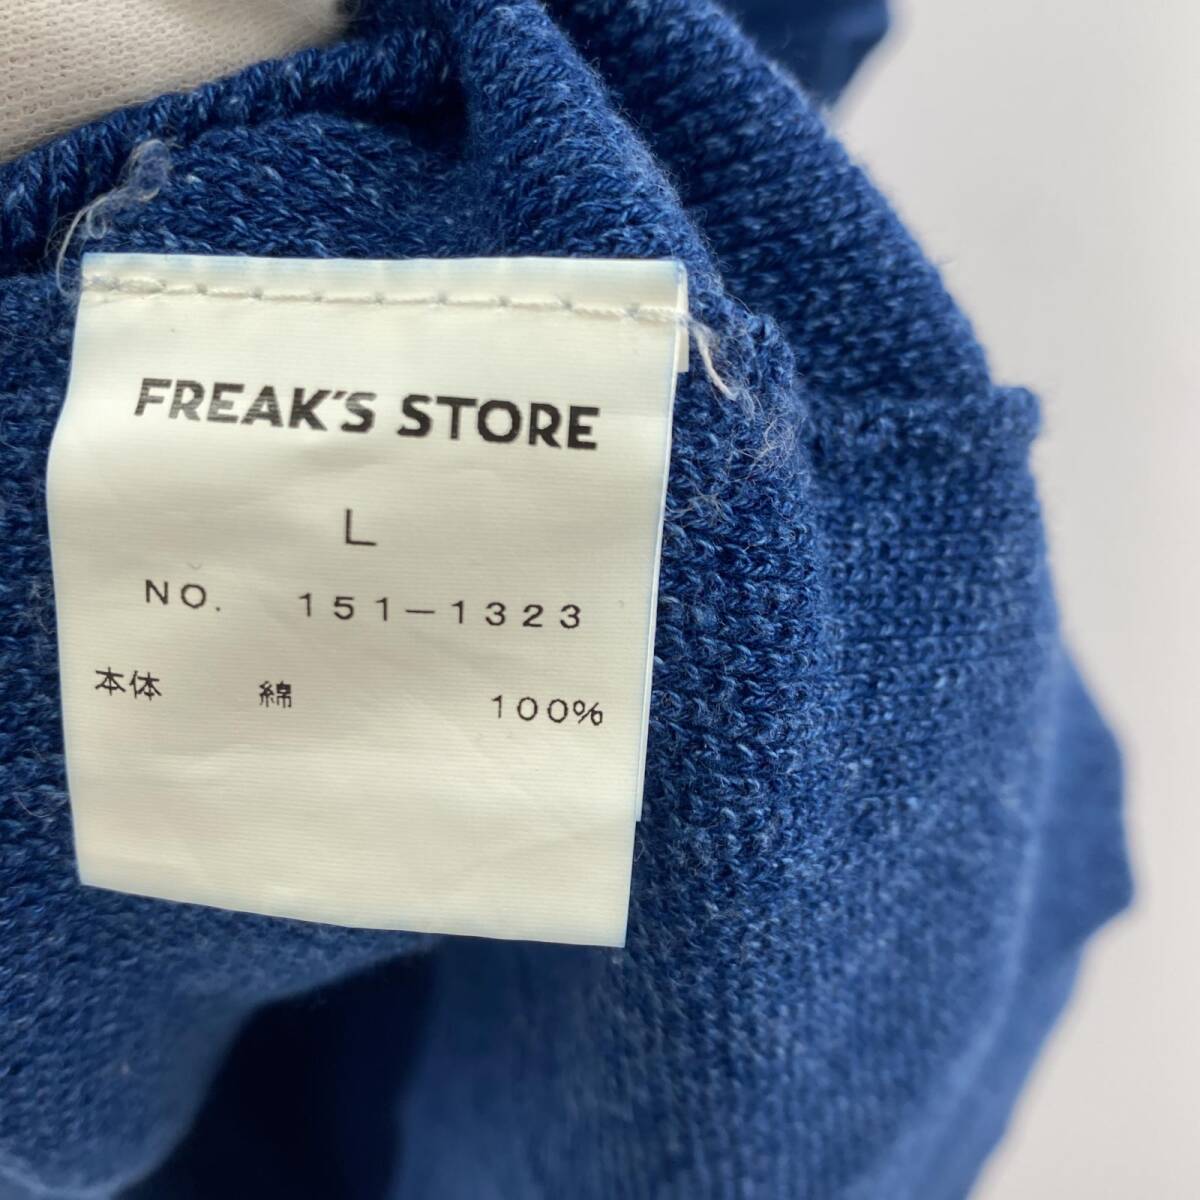 FREAK'S STORE
L
NO. 151-1323
本体 綿 100%